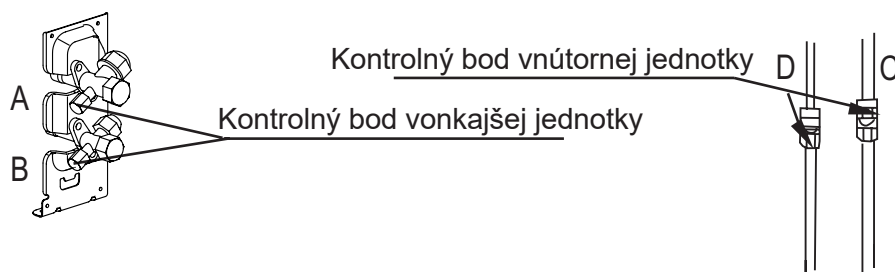 Kontrolný bod vnútornej jednotky
D
C
A
Kontrolný bod vonkajšej jednotky
B